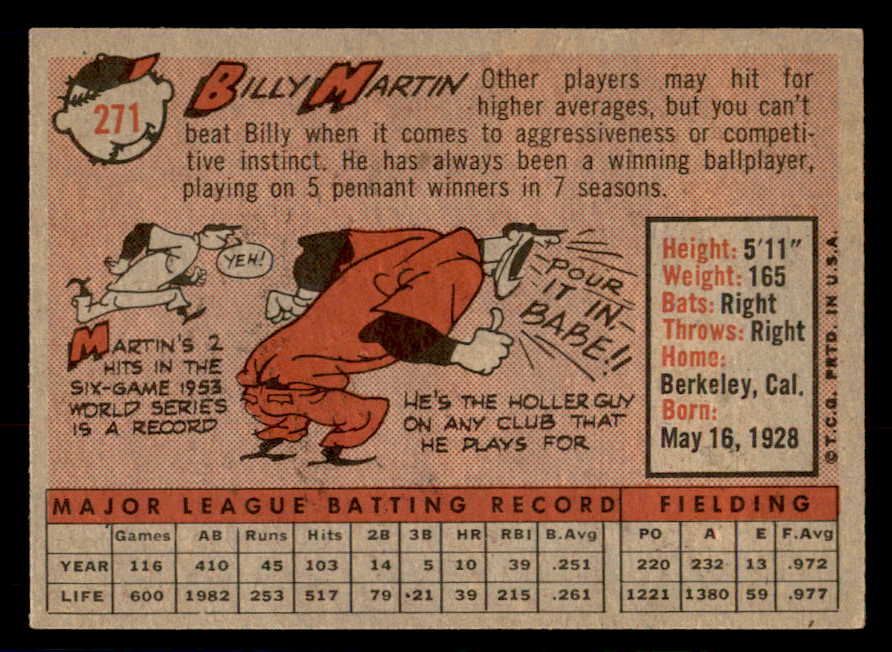 271
BILLY MARTIN
Other players may hit for
higher averages, but you can't
beat Billy when it comes to aggressiveness or competi-
tive instinct. He has always been a winning ballplayer,
playing on 5 pennant winners in 7 seasons.
YEH!
MARTIN'S 2
HITS IN THE
SIX-GAME 1953
WORLD SERIES
IS A RECORD
POUR
IT IN-
BABE!!
HE'S THE HOLLER GUY
ON ANY CLUB THAT
HE PLAYS FOR
Height: 5'11"
Weight: 165
Bats: Right
Throws: Right
Home:
Berkeley, Cal.
Born:
May 16, 1928
© T.C.G. PRTD. IN U.S.A.
MAJOR LEAGUE BATTING RECORD FIELDING
Games AB Runs Hits 2B 3B HR RBI B.Avg PO A E F.Avg
YEAR 116 410 45 103 14 5 10 39 .251 220 232 13 .972
LIFE 600 1982 253 517 79 21 39 215 .261 1221 1380 59 .977